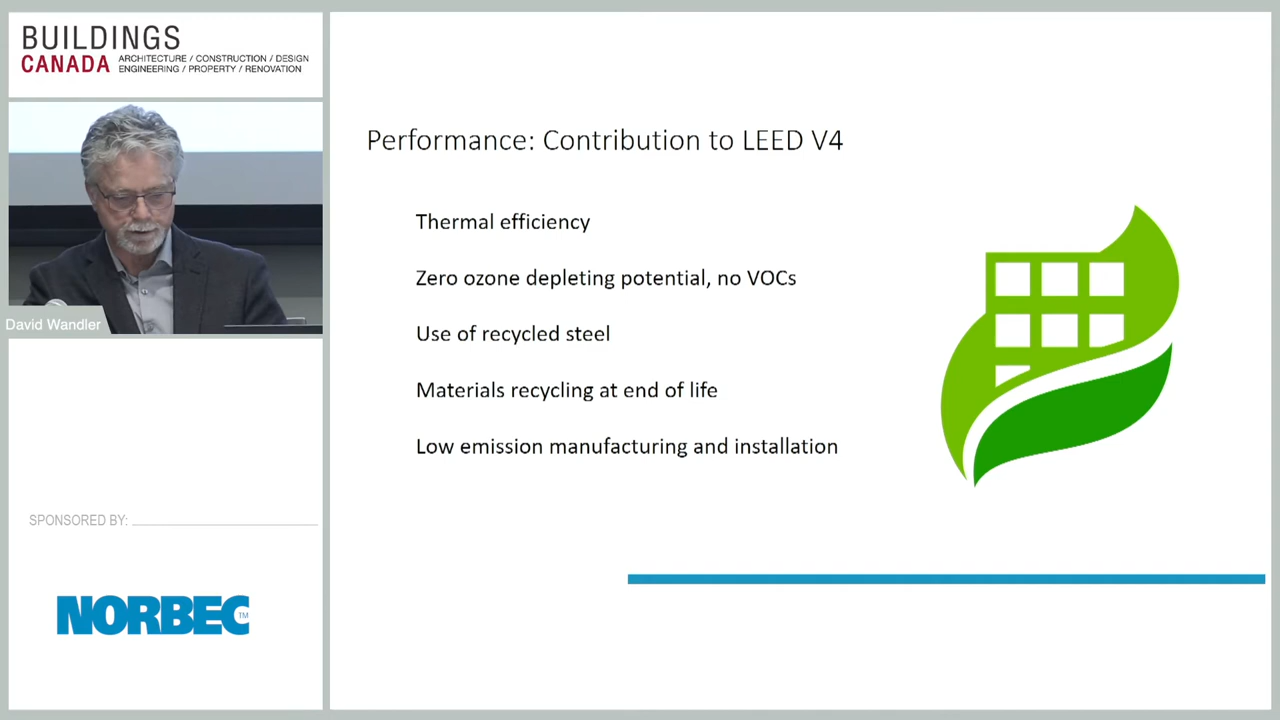 BUILDINGS
CANADA
ARCHITECTURE / CONSTRUCTION / DESIGN
ENGINEERING / PROPERTY / RENOVATION
David Wandler
SPONSORED BY:
NORBEC™
Performance: Contribution to LEED V4
Thermal efficiency
Zero ozone depleting potential, no VOCs
Use of recycled steel
Materials recycling at end of life
Low emission manufacturing and installation